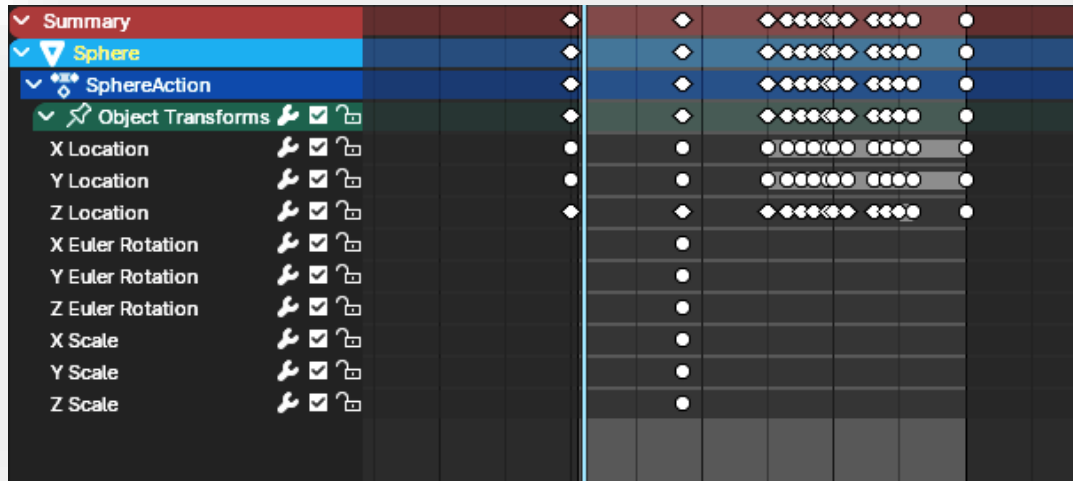 Summary
Sphere
SphereAction
Object Transforms
X Location
Y Location
Z Location
X Euler Rotation
Y Euler Rotation
Z Euler Rotation
X Scale
Y Scale
Z Scale